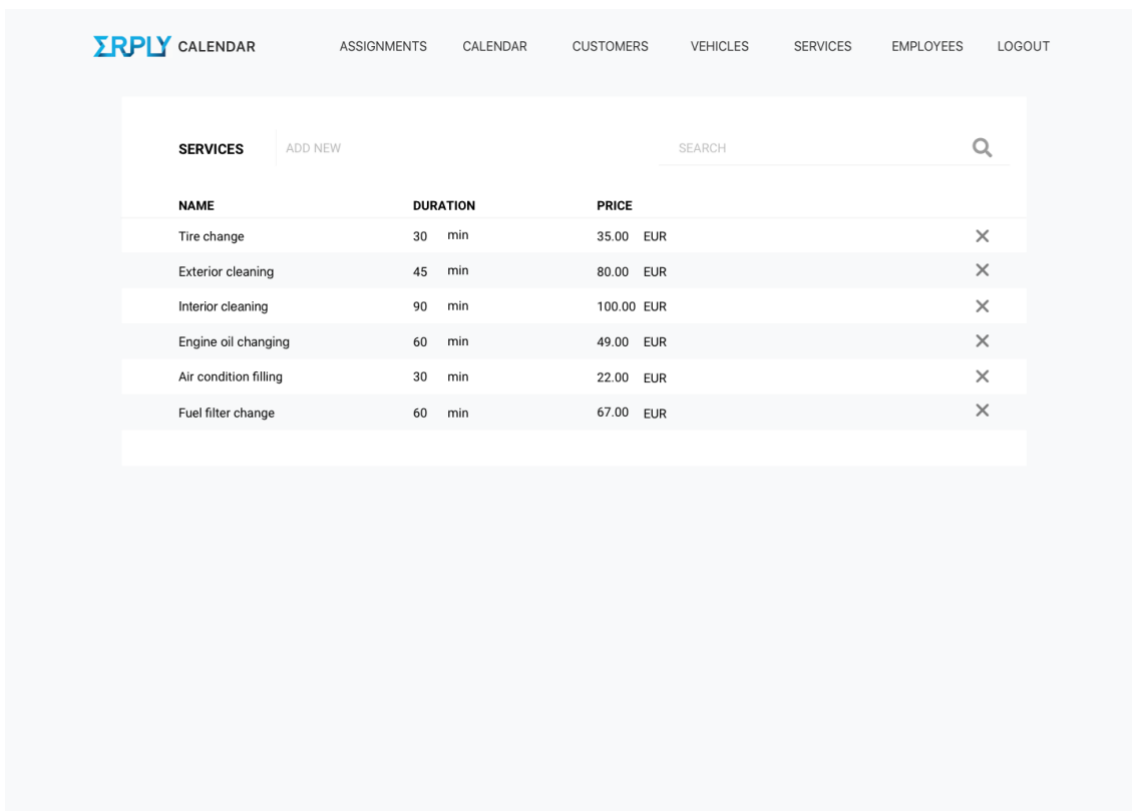 ΣRPLY CALENDAR ASSIGNMENTS CALENDAR CUSTOMERS VEHICLES SERVICES EMPLOYEES LOGOUT
SERVICES ADD NEW SEARCH
NAME DURATION PRICE
Tire change 30 min 35.00 EUR
Exterior cleaning 45 min 80.00 EUR
Interior cleaning 90 min 100.00 EUR
Engine oil changing 60 min 49.00 EUR
Air condition filling 30 min 22.00 EUR
Fuel filter change 60 min 67.00 EUR